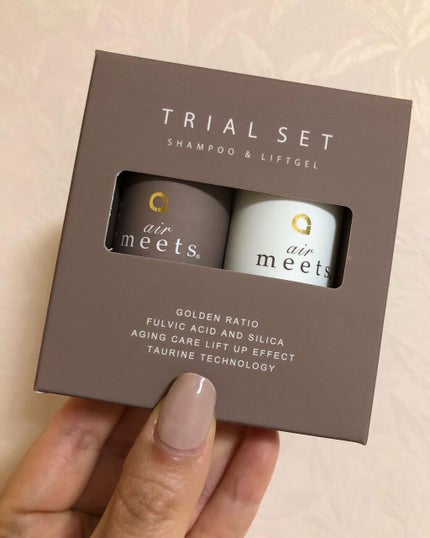 TRIAL SET
SHAMPOO & LIFTGEL
air
meets®
air
meets
GOLDEN RATIO
FULVIC ACID AND SILICA
AGING CARE LIFT UP EFFECT
TAURINE TECHNOLOGY